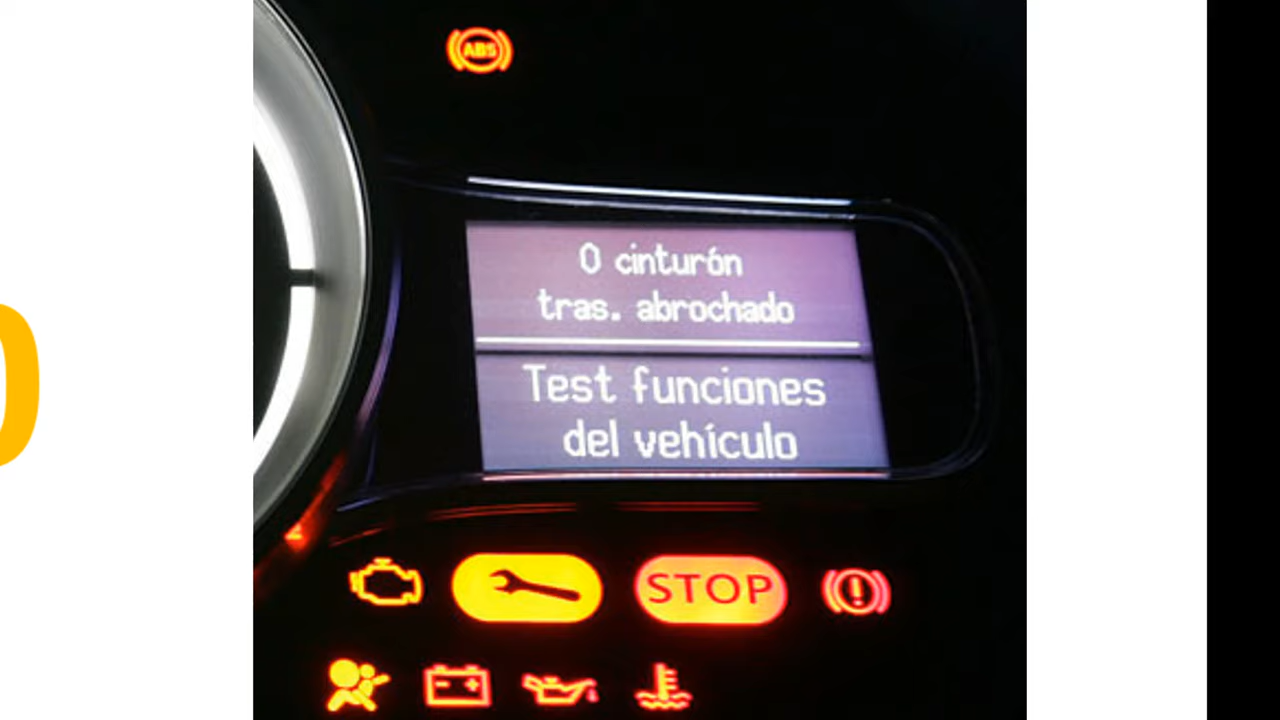 ABS
0 cinturón
tras. abrochado
Test funciones
del vehículo
STOP